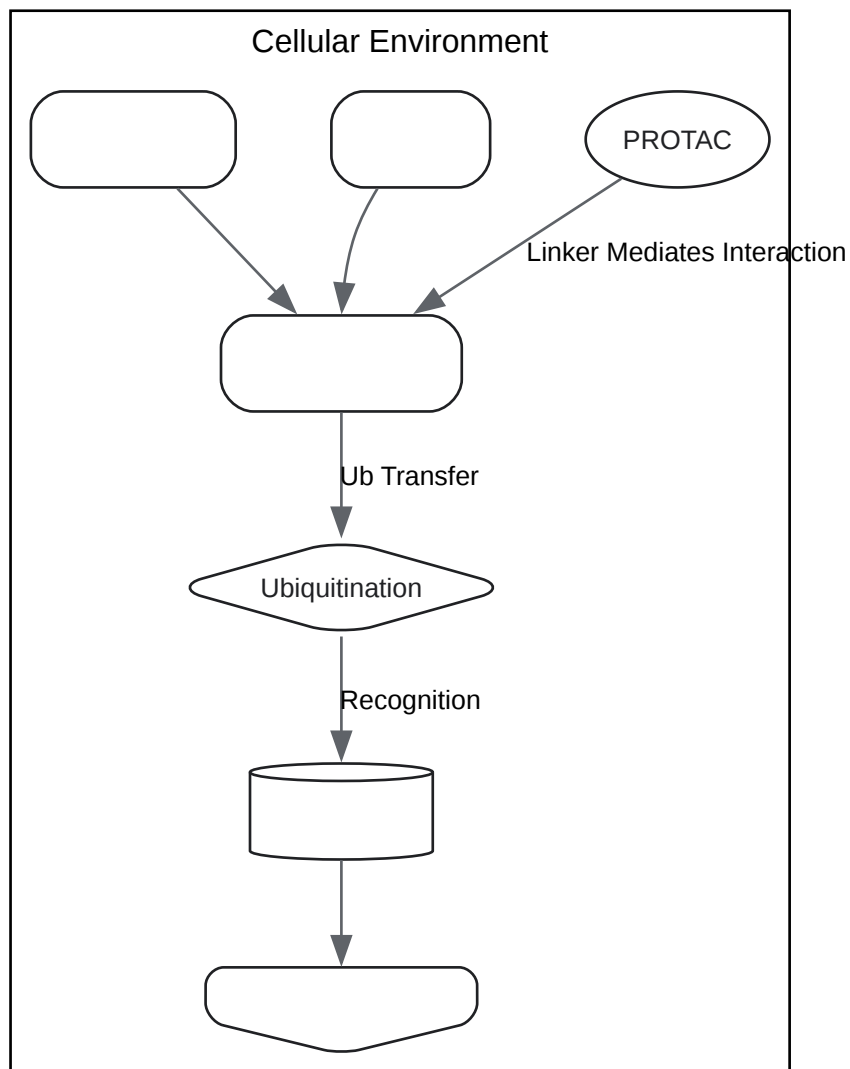 Cellular Environment
PROTAC
Linker Mediates Interaction
Ub Transfer
Ubiquitination
Recognition